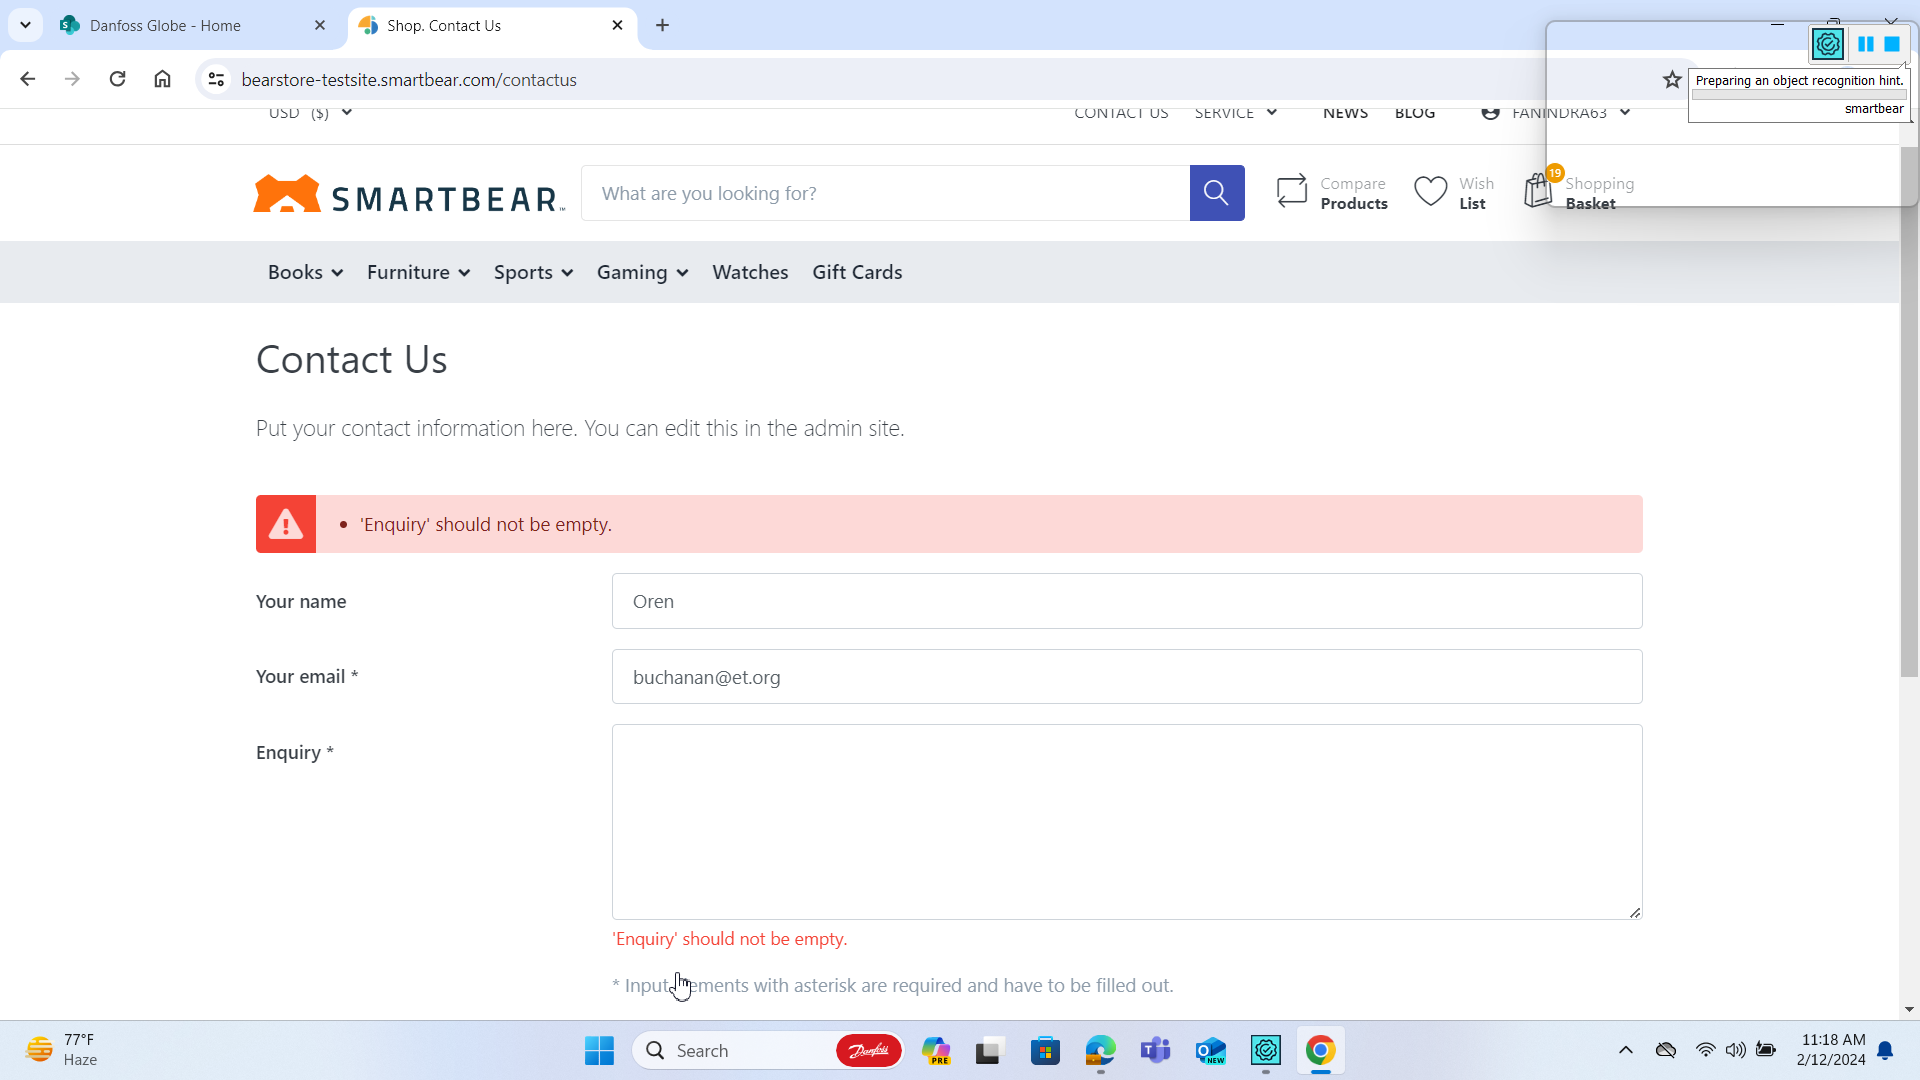 Danfoss Globe - Home
Shop. Contact Us
bearstore-testsite.smartbear.com/contactus
Preparing an object recognition hint.
smartbear
USD ($)
CONTACT US
SERVICE
NEWS
BLOG
FANINDRA63
SMARTBEAR™
What are you looking for?
Compare
Products
Wish
List
19
Shopping
Basket
Books
Furniture
Sports
Gaming
Watches
Gift Cards
Contact Us
Put your contact information here. You can edit this in the admin site.
• 'Enquiry' should not be empty.
Your name
Oren
Your email *
buchanan@et.org
Enquiry *
'Enquiry' should not be empty.
* Input ements with asterisk are required and have to be filled out.
77°F
Haze
Search
Danfoss
PRE
NEW
11:18 AM
2/12/2024